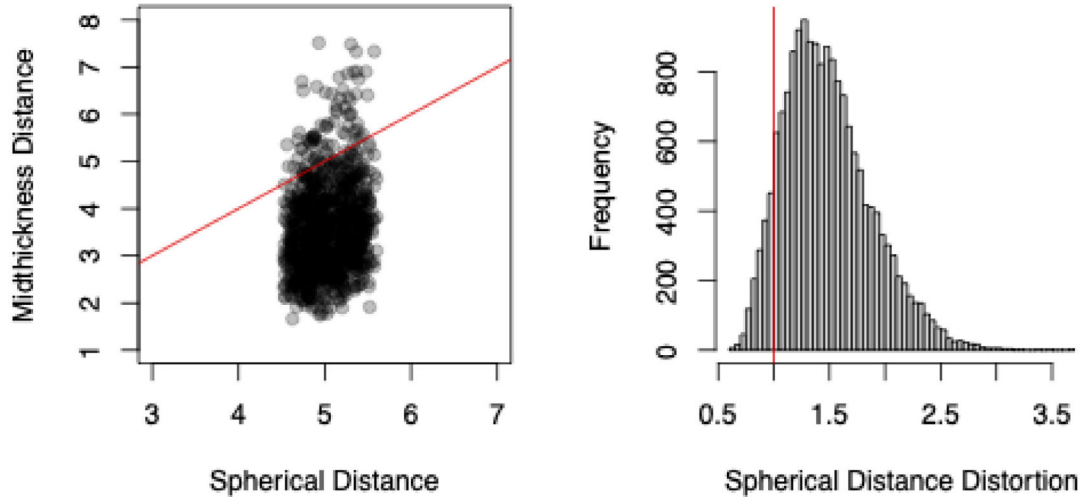 Midthickness Distance
8
7
6
5
4
3
2
1
3 4 5 6 7
Spherical Distance
Frequency
800
600
400
200
0
0.5 1.5 2.5 3.5
Spherical Distance Distortion